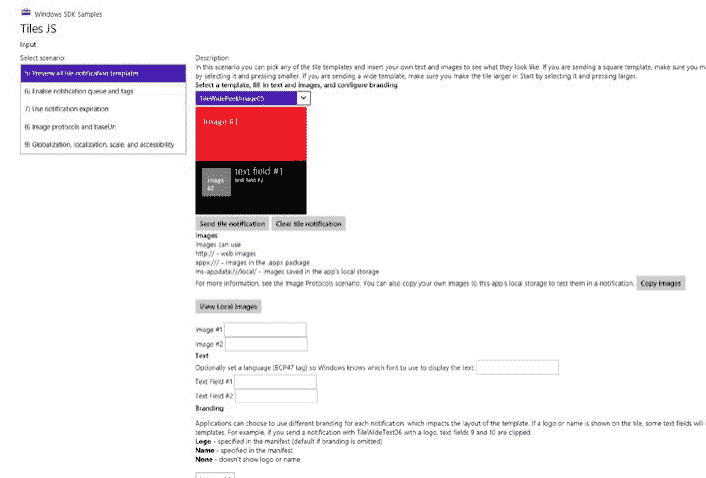 Windows SDK Samples
Tiles JS
Input
Select scenario:
5) Preview all tile notification templates
6) Enable notification queue and tags
7) Use notification expiration
8) Image protocols and baseUri
9) Globalization, localization, scale, and accessibility
Description
In this scenario you can pick any of the tile templates and insert your own text and images to see what they look like. If you are sending a square template, make sure you m
by selecting it and pressing smaller. If you are sending a wide template, make sure you make the tile larger in Start by selecting it and pressing larger.
Select a template, fill in text and images, and configure branding
TileWidePeekImage05
Image #1
Image #2
Text Field #1
Text Field #2
Send tile notification Clear tile notification
Images
Images can use
http:// - web images
appx:/// - images in the .appx package
ms-appdata:///local/ - images saved in the app's local storage
For more information, see the Image Protocols scenario. You can also copy your own images to this app's local storage to test them in a notification. Copy Images
View Local Images
Image #1
Image #2
Text
Optionally set a language (BCP47 tag) so Windows knows which font to use to display the text:
Text Field #1
Text Field #2
Branding
Applications can choose to use different branding for each notification, which impacts the layout of the template. If a logo or name is shown on the tile, some text fields will
templates. For example, if you send a notification with TileWideText06 with a logo, text fields 9 and 10 are clipped.
Logo - specified in the manifest (default if branding is omitted)
Name - specified in the manifest
None - doesn't show logo or name